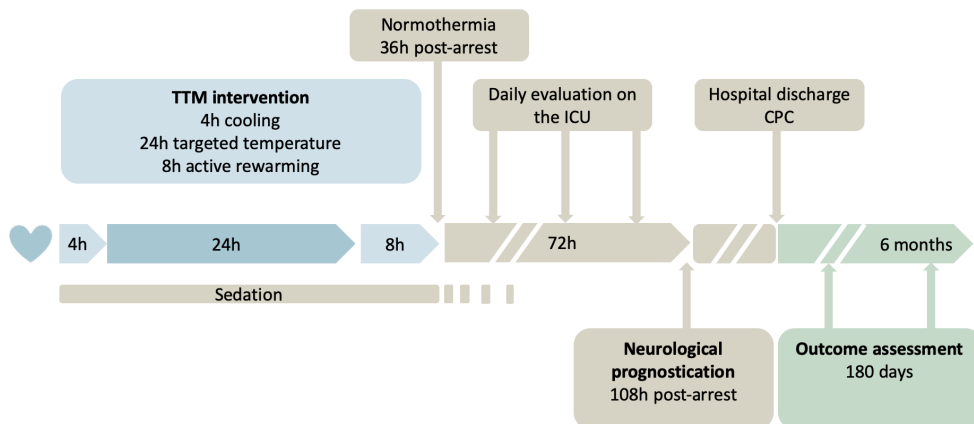 Normothermia
36h post-arrest
TTM intervention
4h cooling
24h targeted temperature
8h active rewarming
Daily evaluation on
the ICU
Hospital discharge
CPC
4h
24h
8h
72h
6 months
Sedation
Neurological
prognostication
108h post-arrest
Outcome assessment
180 days